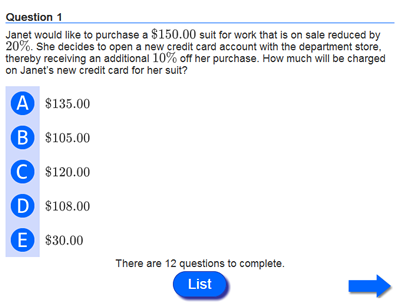 Question 1
Janet would like to purchase a $150.00 suit for work that is on sale reduced by
20%. She decides to open a new credit card account with the department store,
thereby receiving an additional 10% off her purchase. How much will be charged
on Janet's new credit card for her suit?
A $135.00
B $105.00
C $120.00
D $108.00
E $30.00
There are 12 questions to complete.
List